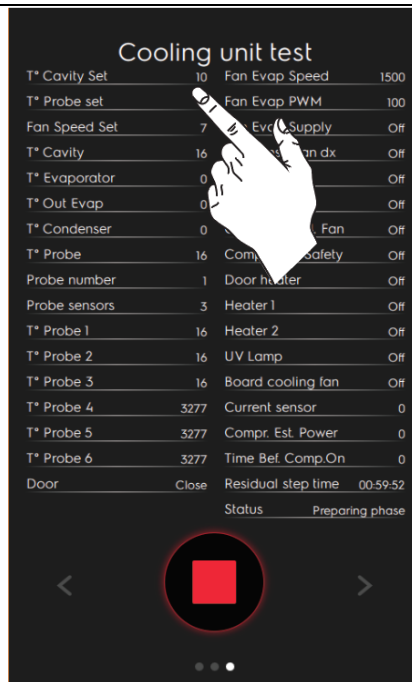 Cooling unit test
T° Cavity Set 10 Fan Evap Speed 1500
T° Probe set Fan Evap PWM 100
Fan Speed Set 7 Supply Off
T° Cavity 16 dx Off
T° Evaporator 0 Off
T° Out Evap 0 Off
T° Condenser 0 Fan Off
T° Probe 16 Safety Off
Probe number 1 Door heater Off
Probe sensors 3 Heater 1 Off
T° Probe 1 16 Heater 2 Off
T° Probe 2 16 UV Lamp Off
T° Probe 3 16 Board cooling fan Off
T° Probe 4 3277 Current sensor 0
T° Probe 5 3277 Compr. Est. Power 0
T° Probe 6 3277 Time Bef. Comp.On 0
Door Close Residual step time 00:59:52
Status Preparing phase